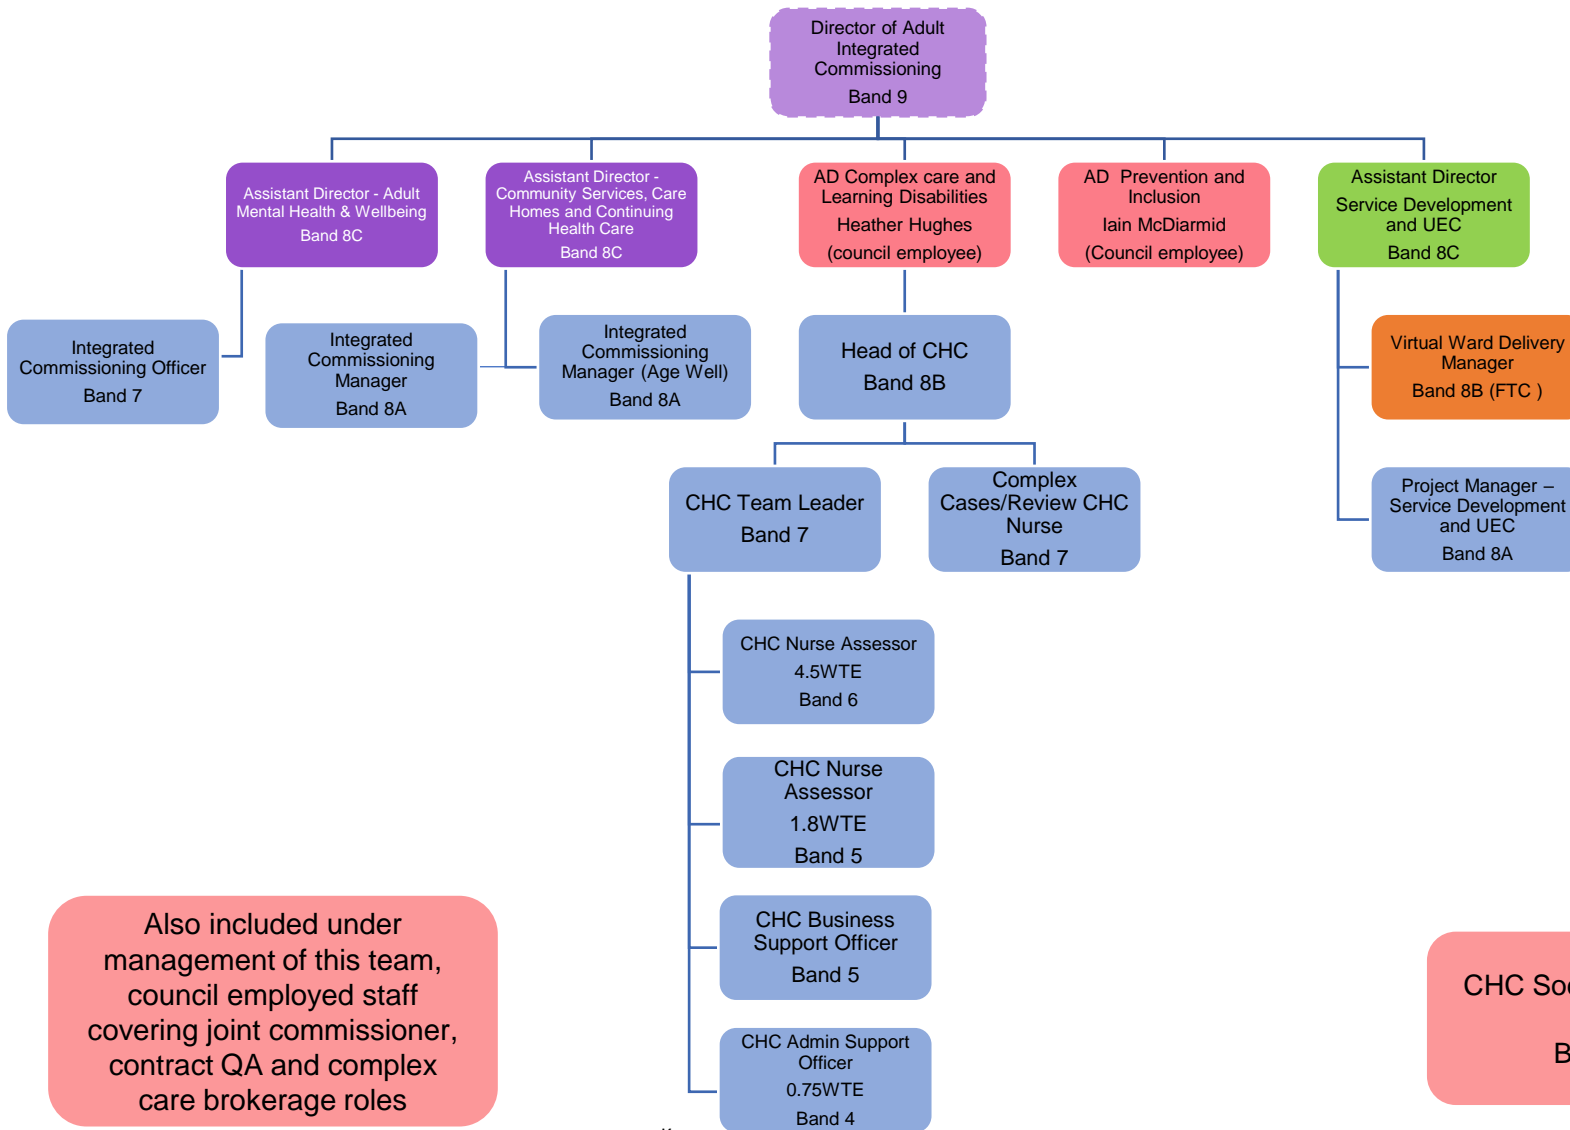 Director of Adult
Integrated
Commissioning
Band 9
Assistant Director - Adult
Mental Health & Wellbeing
Band 8C
Assistant Director -
Community Services, Care
Homes and Continuing
Health Care
Band 8C
AD Complex care and
Learning Disabilities
Heather Hughes
(council employee)
AD Prevention and
Inclusion
Iain McDiarmid
(Council employee)
Assistant Director
Service Development
and UEC
Band 8C
Integrated
Commissioning Officer
Band 7
Integrated
Commissioning
Manager
Band 8A
Integrated
Commissioning
Manager (Age Well)
Band 8A
Head of CHC
Band 8B
Virtual Ward Delivery
Manager
Band 8B (FTC )
CHC Team Leader
Band 7
Complex
Cases/Review CHC
Nurse
Band 7
Project Manager –
Service Development
and UEC
Band 8A
CHC Nurse Assessor
4.5WTE
Band 6
CHC Nurse
Assessor
1.8WTE
Band 5
CHC Business
Support Officer
Band 5
CHC Admin Support
Officer
0.75WTE
Band 4
Also included under
management of this team,
council employed staff
covering joint commissioner,
contract QA and complex
care brokerage roles
CHC